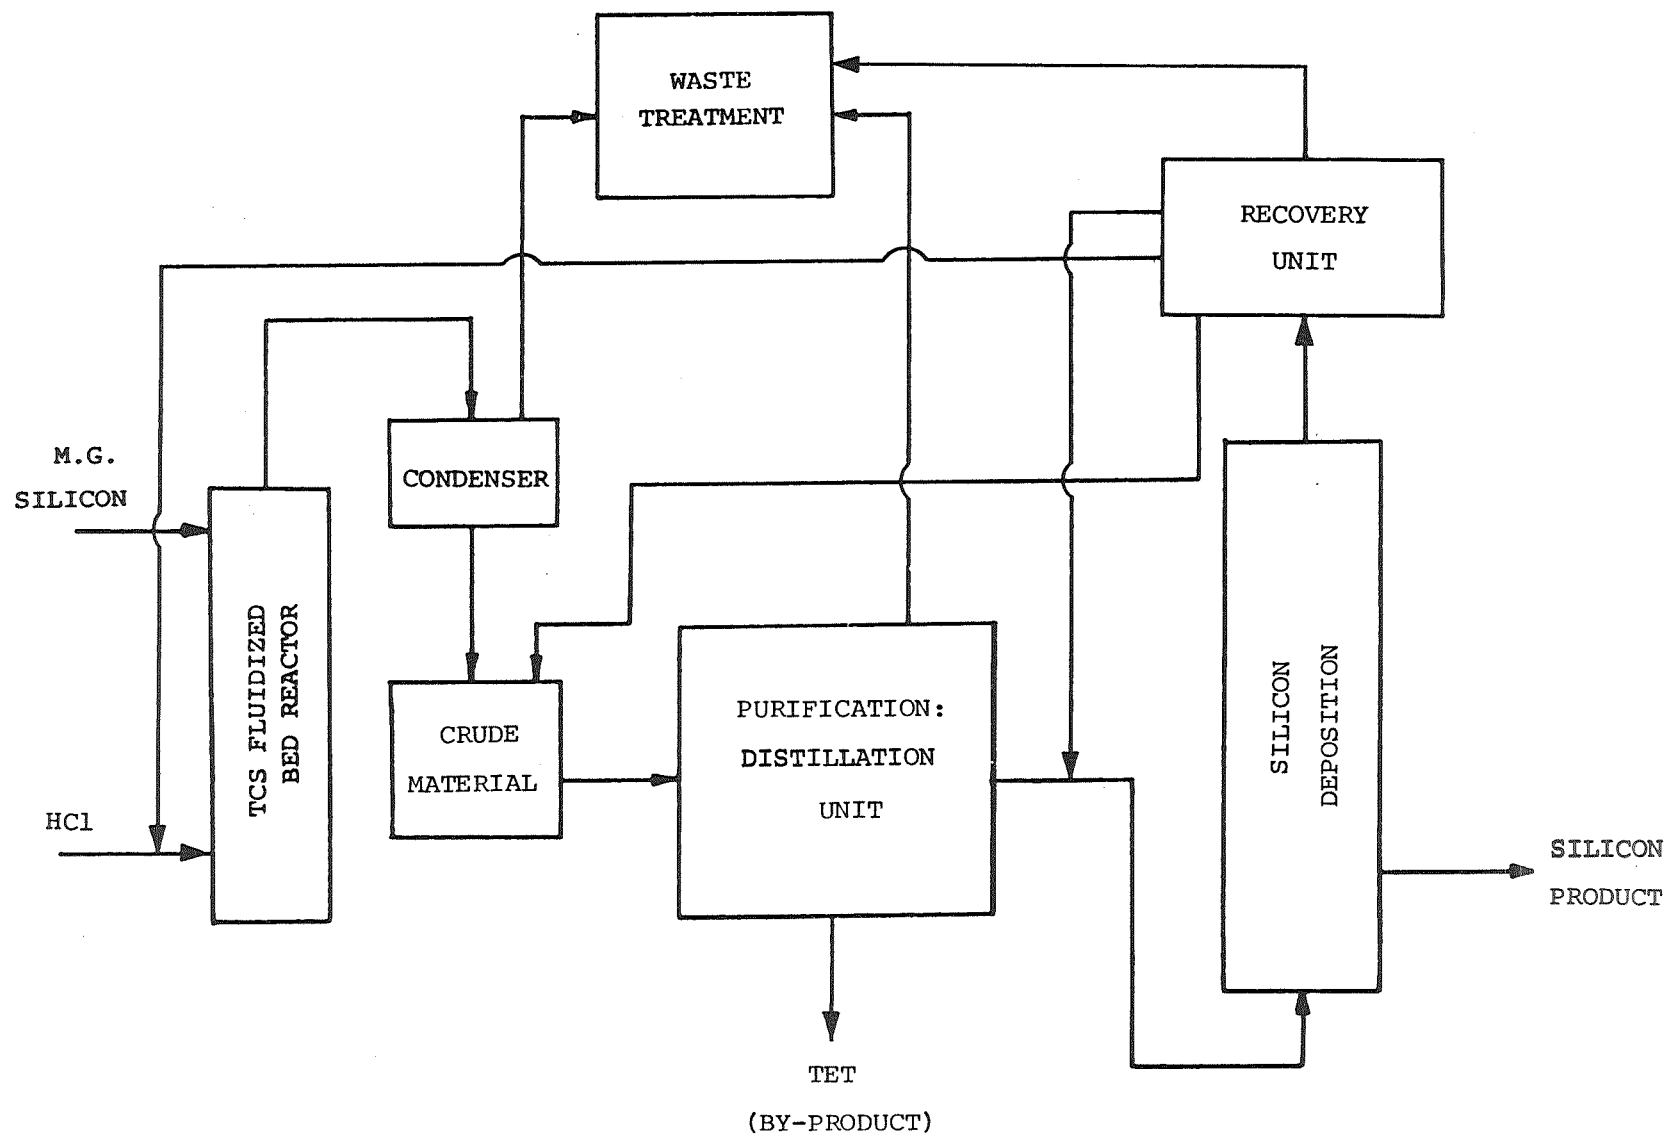 WASTE
TREATMENT
RECOVERY
UNIT
M.G.
SILICON
CONDENSER
TCS FLUIDIZED
BED REACTOR
HCl
CRUDE
MATERIAL
PURIFICATION:
DISTILLATION
UNIT
SILICON
DEPOSITION
SILICON
PRODUCT
TET
(BY-PRODUCT)